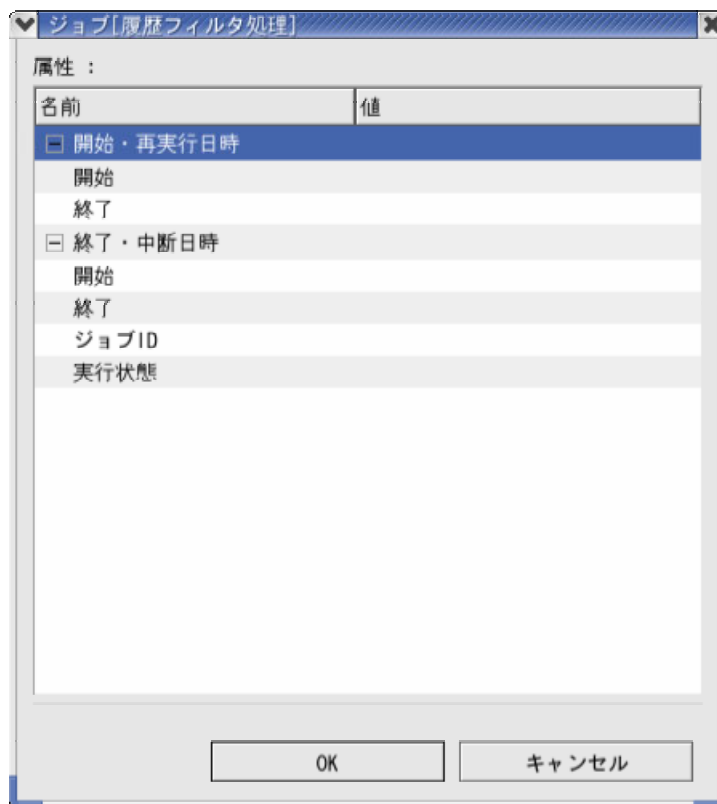 ジョブ[履歴フィルタ処理]
属性 :
名前 値
開始・再実行日時
開始
終了
終了・中断日時
開始
終了
ジョブID
実行状態
OK キャンセル